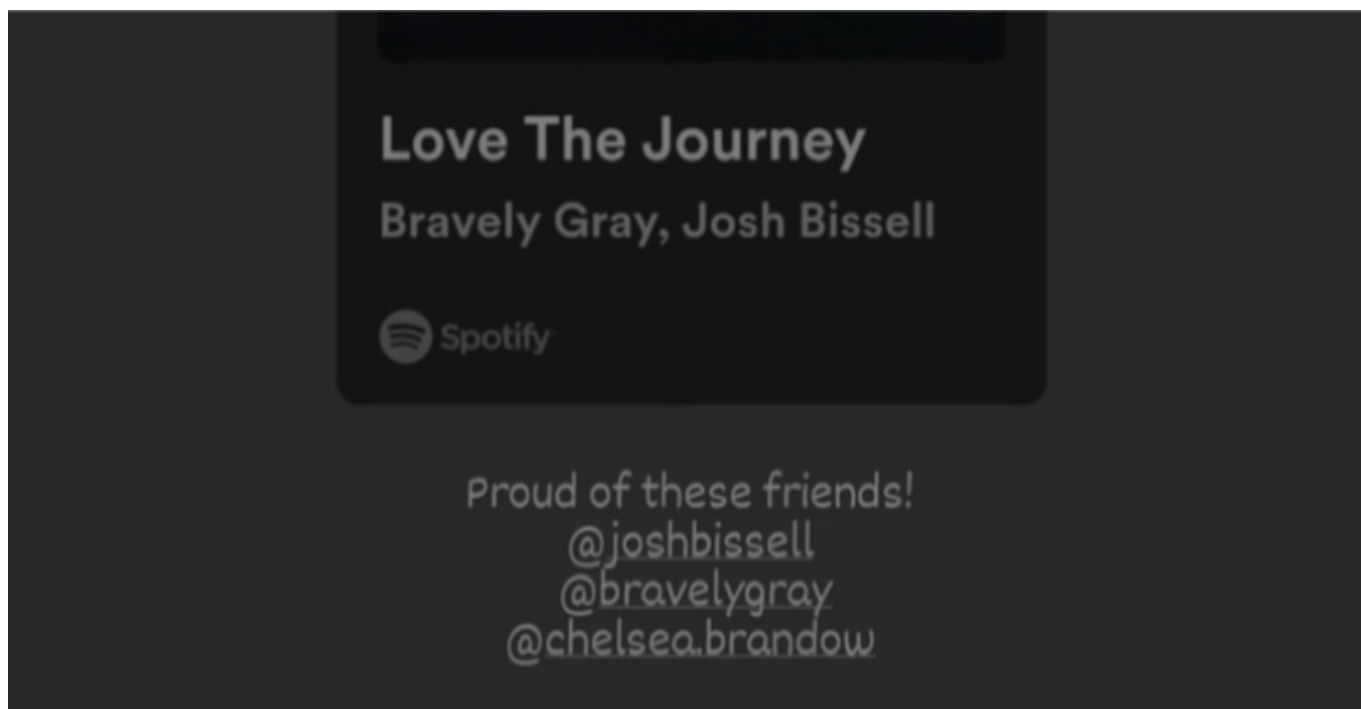 Love The Journey
Bravely Gray, Josh Bissell
Spotify
Proud of these friends!
@joshbissell
@bravelygray
@chelsea.brandow